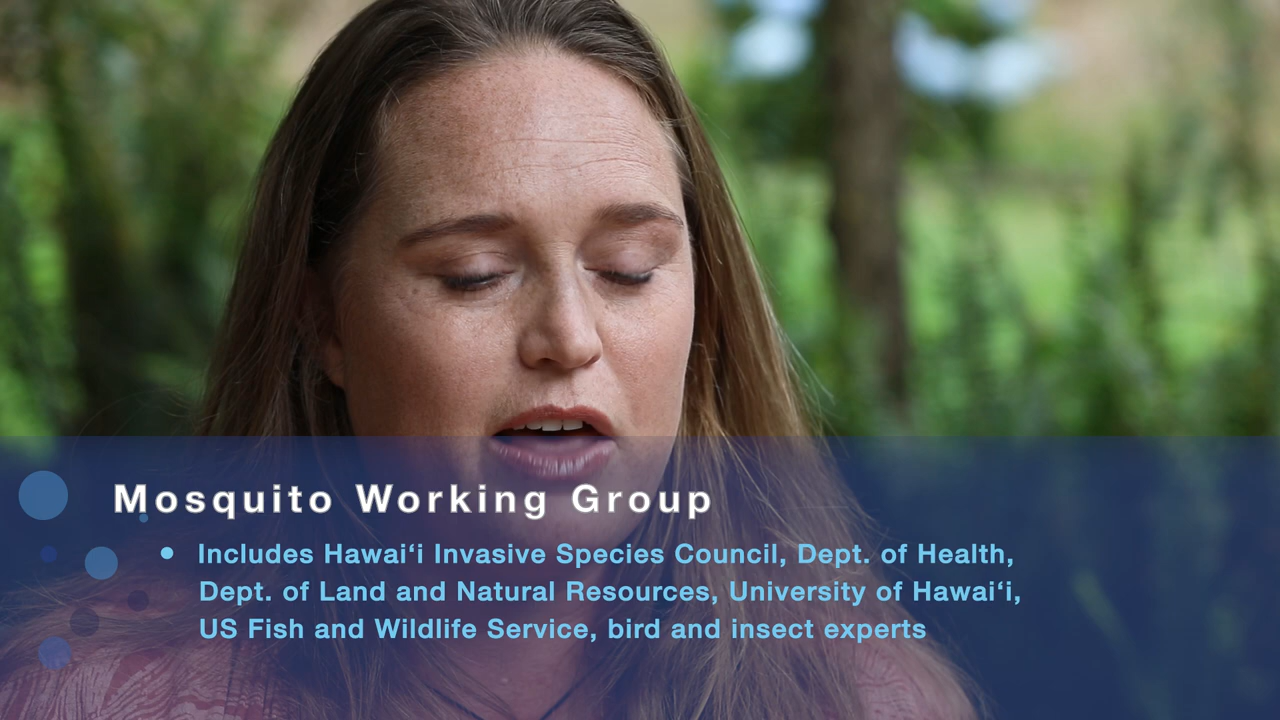 Mosquito Working Group
• Includes Hawaiʻi Invasive Species Council, Dept. of Health,
Dept. of Land and Natural Resources, University of Hawaiʻi,
US Fish and Wildlife Service, bird and insect experts